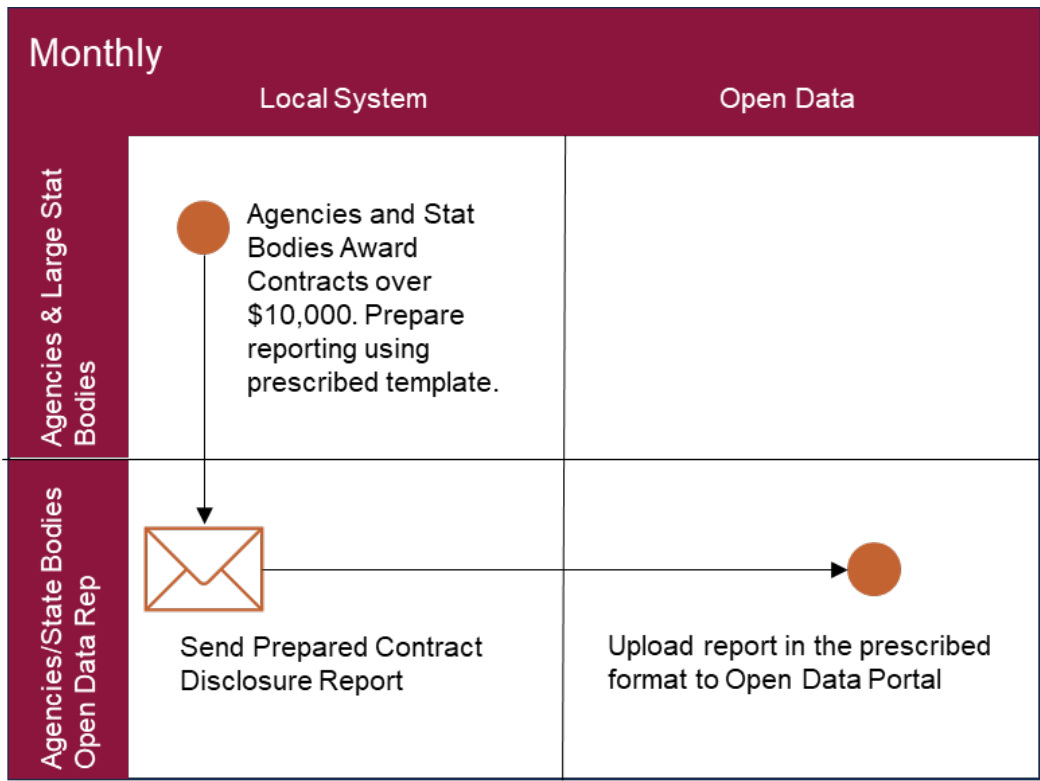 Monthly
Local System
Open Data
Agencies & Large Stat
Bodies
Agencies and Stat
Bodies Award
Contracts over
$10,000. Prepare
reporting using
prescribed template.
Agencies/State Bodies
Open Data Rep
Send Prepared Contract
Disclosure Report
Upload report in the prescribed
format to Open Data Portal